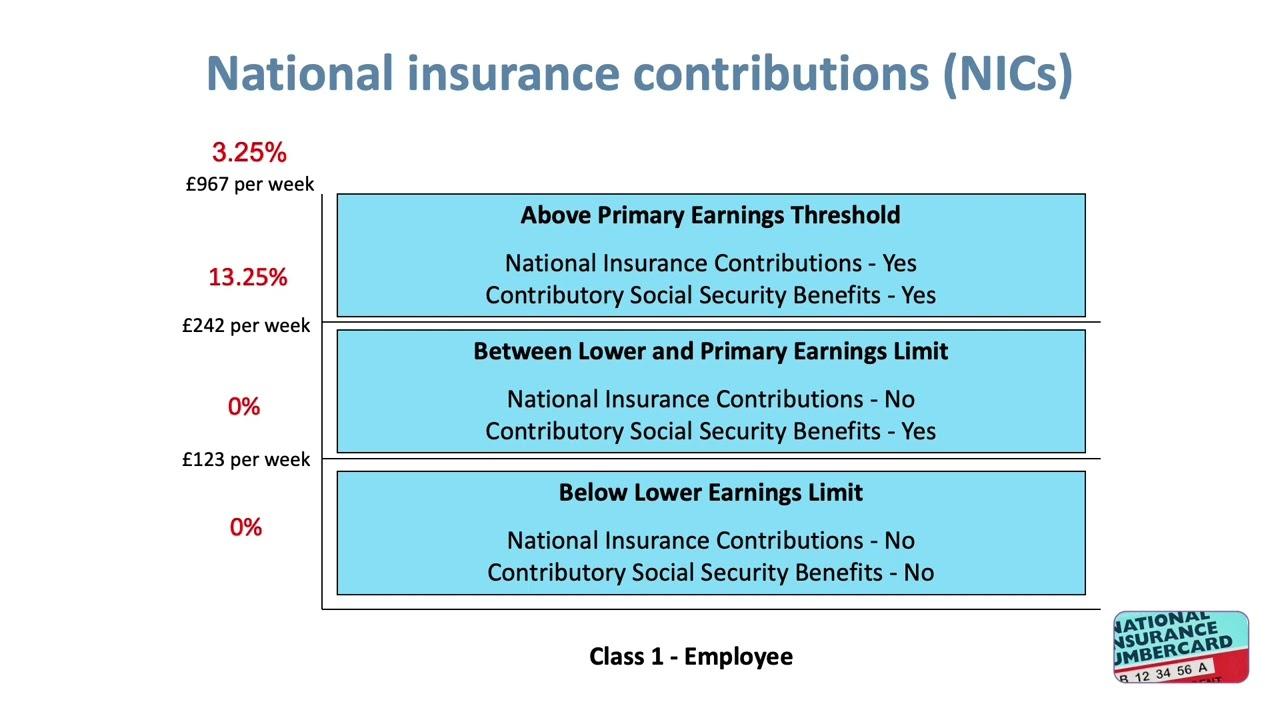 National insurance contributions (NICs)
3.25%
£967 per week
Above Primary Earnings Threshold
National Insurance Contributions - Yes
Contributory Social Security Benefits - Yes
13.25%
£242 per week
Between Lower and Primary Earnings Limit
National Insurance Contributions - No
Contributory Social Security Benefits - Yes
0%
£123 per week
Below Lower Earnings Limit
National Insurance Contributions - No
Contributory Social Security Benefits - No
0%
Class 1 - Employee
NATIONAL
NSURANCE
UMBERCARD
B 12 34 56 A